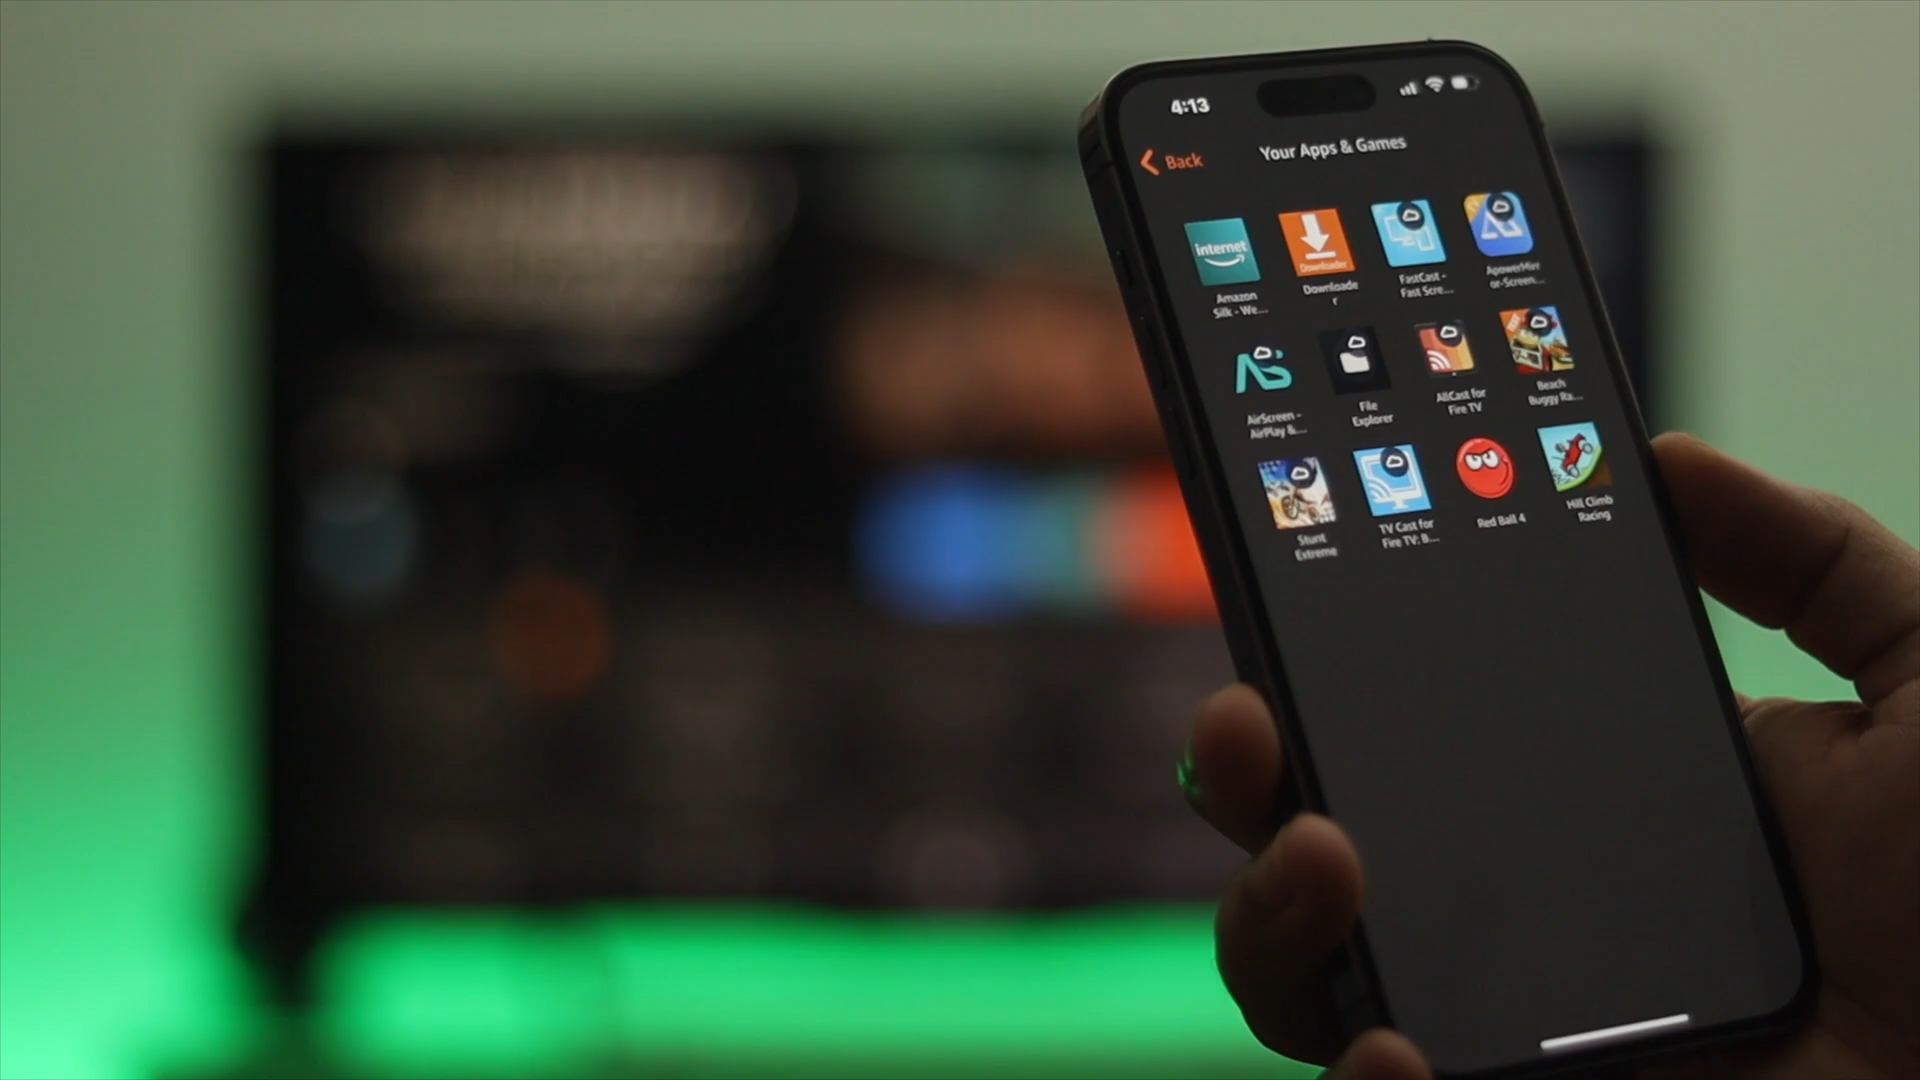 4:13
Back
Your Apps & Games
internet
Downloader
Amazon
Silk - We...
Downloade
r
FastCast -
Fast Scre...
ApowerMirr
or-Screen...
AirScreen -
AirPlay &...
File
Explorer
AllCast for
Fire TV
Beach
Buggy Ra...
Stunt
Extreme
TV Cast for
Fire TV: B...
Red Ball 4
Hill Climb
Racing